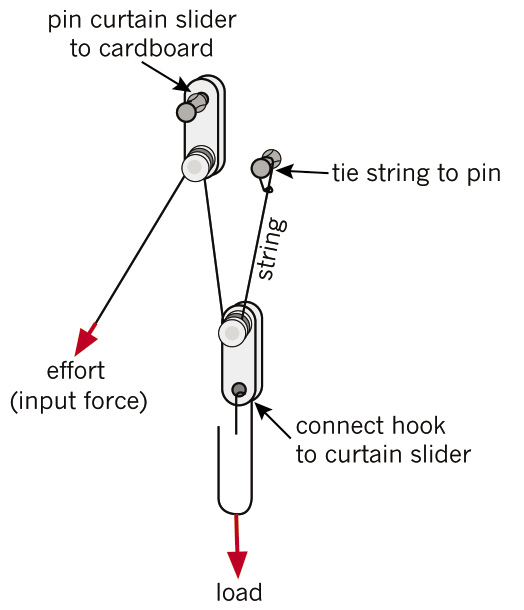 pin curtain slider
to cardboard
tie string to pin
string
effort
(input force)
connect hook
to curtain slider
load